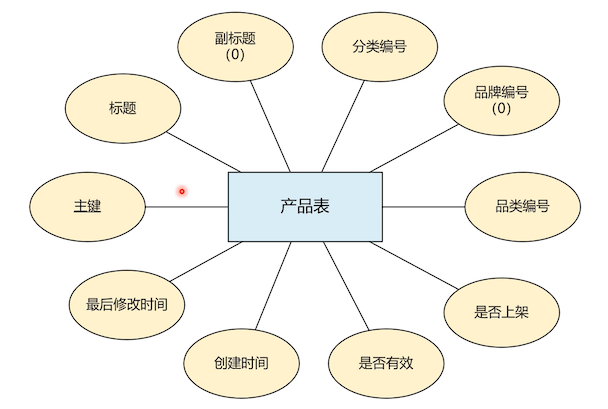 副标题
（0）
分类编号
标题
品牌编号
（0）
主键
产品表
品类编号
最后修改时间
是否上架
创建时间
是否有效